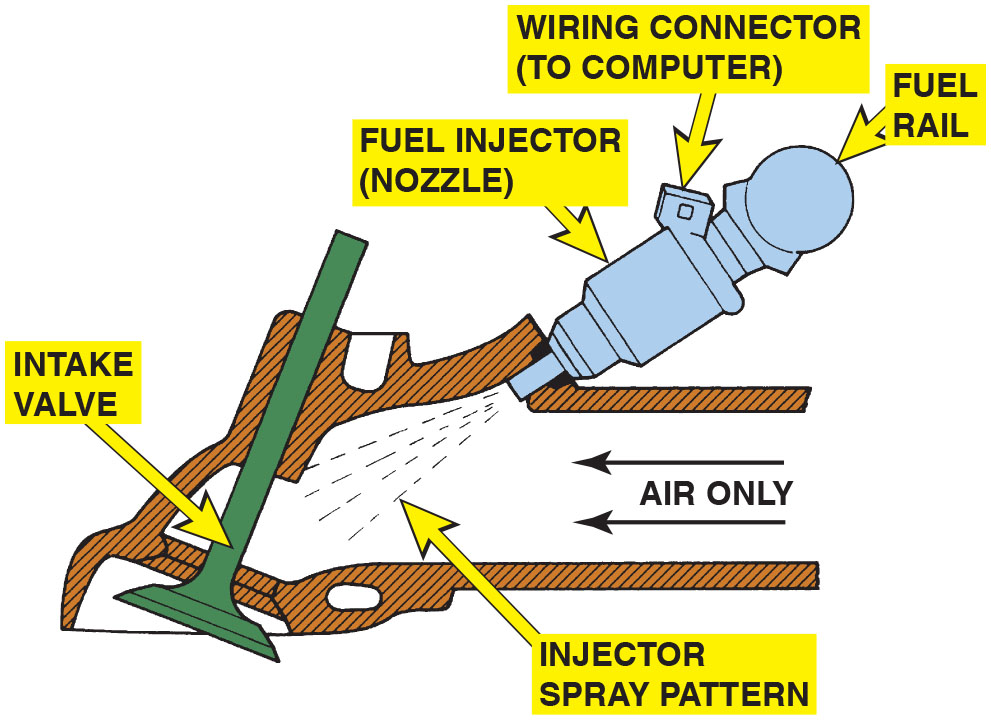 WIRING CONNECTOR
(TO COMPUTER)
FUEL
RAIL
FUEL INJECTOR
(NOZZLE)
INTAKE
VALVE
AIR ONLY
INJECTOR
SPRAY PATTERN